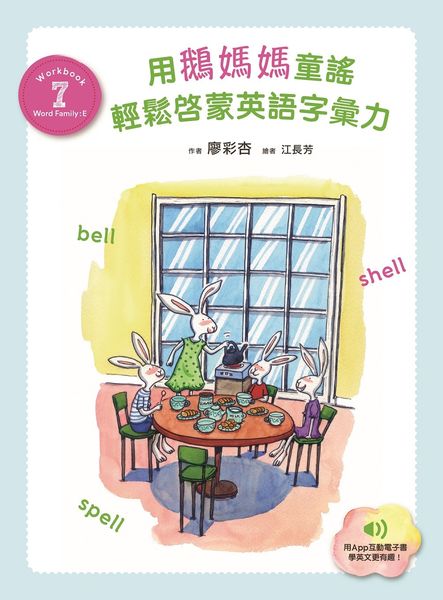 Workbook
7
Word Family: E
用鵝媽媽童謠
輕鬆啓蒙英語字彙力
作者 廖彩杏 繪者 江長芳
bell
shell
spell
用App互動電子書
學英文更有趣！